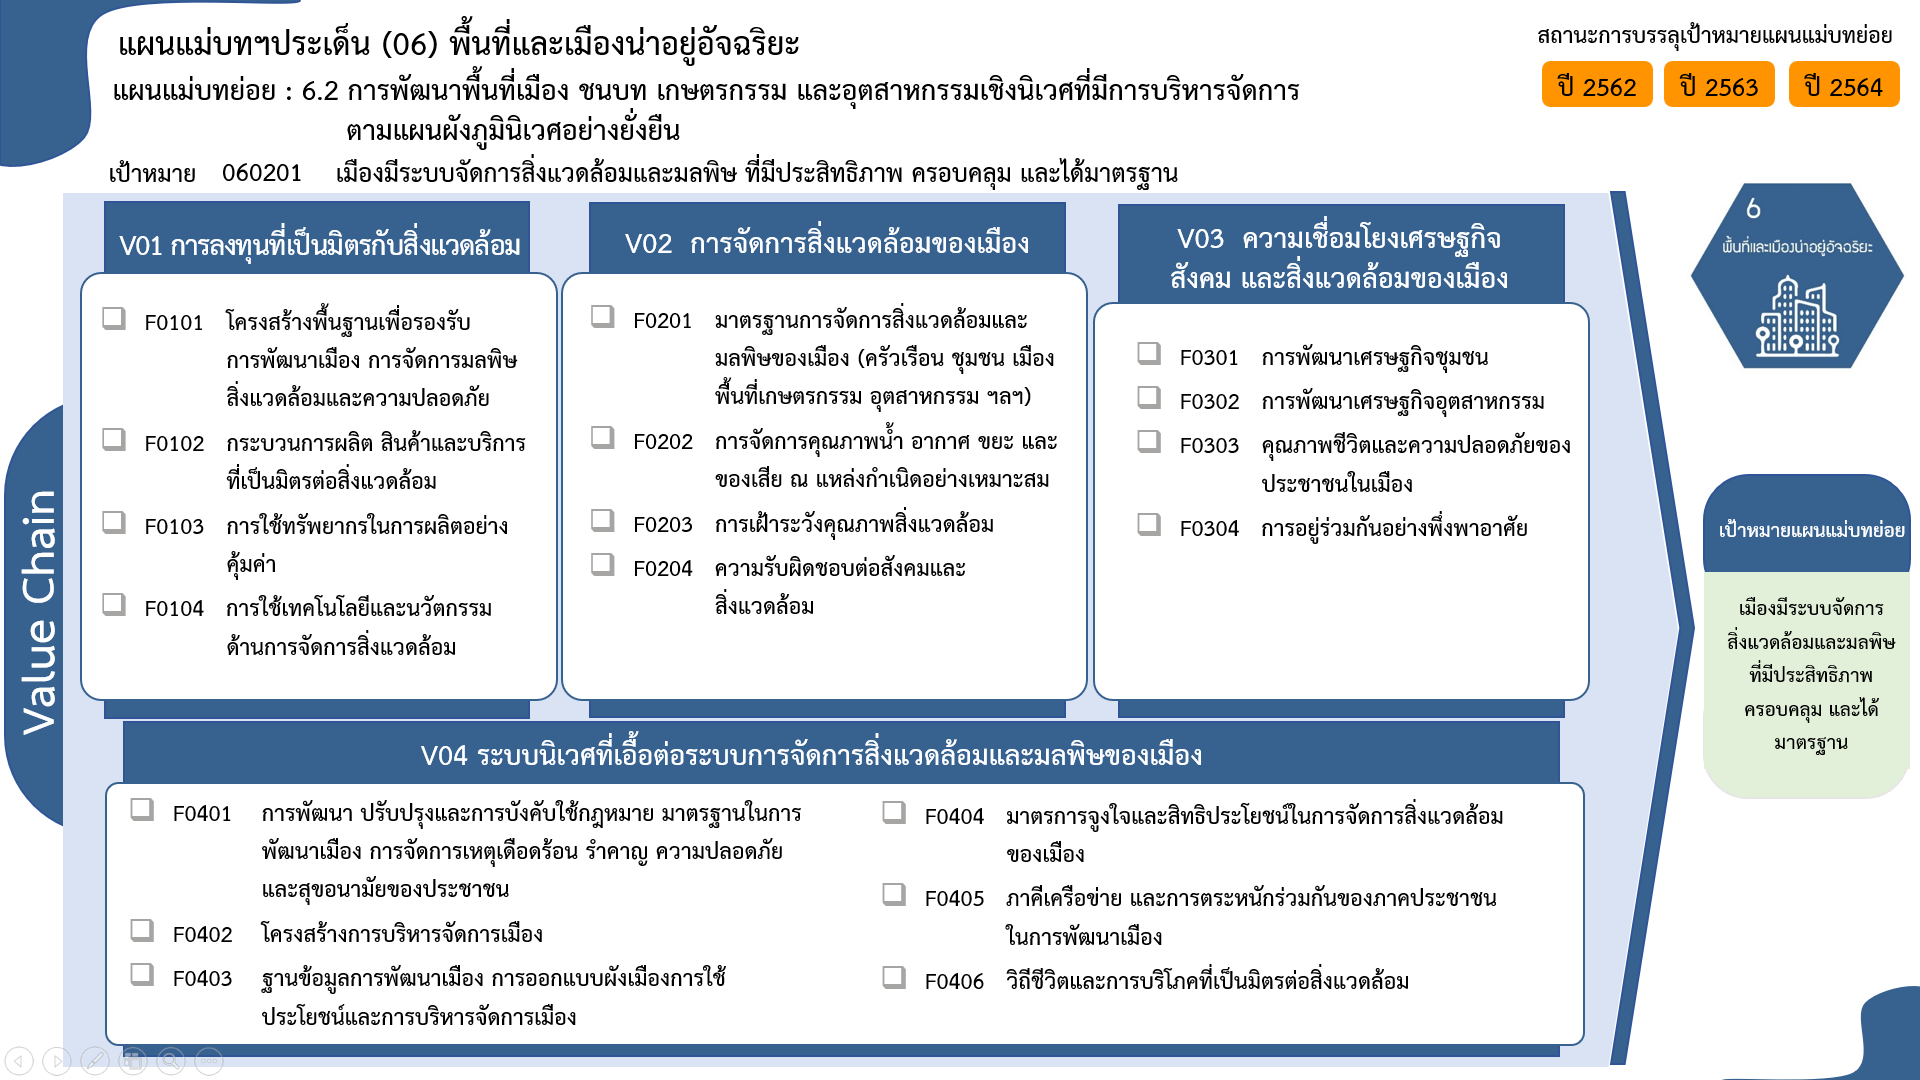 แผนแม่บทฯประเด็น (06) พื้นที่และเมืองน่าอยู่อัจฉริยะ
แผนแม่บทย่อย : 6.2 การพัฒนาพื้นที่เมือง ชนบท เกษตรกรรม และอุตสาหกรรมเชิงนิเวศที่มีการบริหารจัดการ
ตามแผนผังภูมินิเวศอย่างยั่งยืน
เป้าหมาย 060201 เมืองมีระบบจัดการสิ่งแวดล้อมและมลพิษ ที่มีประสิทธิภาพ ครอบคลุม และได้มาตรฐาน
สถานะการบรรลุเป้าหมายแผนแม่บทย่อย
ปี 2562 ปี 2563 ปี 2564
Value Chain
V01 การลงทุนที่เป็นมิตรกับสิ่งแวดล้อม
F0101 โครงสร้างพื้นฐานเพื่อรองรับ
การพัฒนาเมือง การจัดการมลพิษ
สิ่งแวดล้อมและความปลอดภัย
F0102 กระบวนการผลิต สินค้าและบริการ
ที่เป็นมิตรต่อสิ่งแวดล้อม
F0103 การใช้ทรัพยากรในการผลิตอย่าง
คุ้มค่า
F0104 การใช้เทคโนโลยีและนวัตกรรม
ด้านการจัดการสิ่งแวดล้อม
V02 การจัดการสิ่งแวดล้อมของเมือง
F0201 มาตรฐานการจัดการสิ่งแวดล้อมและ
มลพิษของเมือง (ครัวเรือน ชุมชน เมือง
พื้นที่เกษตรกรรม อุตสาหกรรม ฯลฯ)
F0202 การจัดการคุณภาพน้ำ อากาศ ขยะ และ
ของเสีย ณ แหล่งกำเนิดอย่างเหมาะสม
F0203 การเฝ้าระวังคุณภาพสิ่งแวดล้อม
F0204 ความรับผิดชอบต่อสังคมและ
สิ่งแวดล้อม
V03 ความเชื่อมโยงเศรษฐกิจ
สังคม และสิ่งแวดล้อมของเมือง
F0301 การพัฒนาเศรษฐกิจชุมชน
F0302 การพัฒนาเศรษฐกิจอุตสาหกรรม
F0303 คุณภาพชีวิตและความปลอดภัยของ
ประชาชนในเมือง
F0304 การอยู่ร่วมกันอย่างพึ่งพาอาศัย
V04 ระบบนิเวศที่เอื้อต่อระบบการจัดการสิ่งแวดล้อมและมลพิษของเมือง
F0401 การพัฒนา ปรับปรุงและการบังคับใช้กฎหมาย มาตรฐานในการ
พัฒนาเมือง การจัดการเหตุเดือดร้อน รำคาญ ความปลอดภัย
และสุขอนามัยของประชาชน
F0402 โครงสร้างการบริหารจัดการเมือง
F0403 ฐานข้อมูลการพัฒนาเมือง การออกแบบผังเมืองการใช้
ประโยชน์และการบริหารจัดการเมือง
F0404 มาตรการจูงใจและสิทธิประโยชน์ในการจัดการสิ่งแวดล้อม
ของเมือง
F0405 ภาคีเครือข่าย และการตระหนักร่วมกันของภาคประชาชน
ในการพัฒนาเมือง
F0406 วิถีชีวิตและการบริโภคที่เป็นมิตรต่อสิ่งแวดล้อม
6
พื้นที่และเมืองน่าอยู่อัจฉริยะ
เป้าหมายแผนแม่บทย่อย
เมืองมีระบบจัดการ
สิ่งแวดล้อมและมลพิษ
ที่มีประสิทธิภาพ
ครอบคลุม และได้
มาตรฐาน